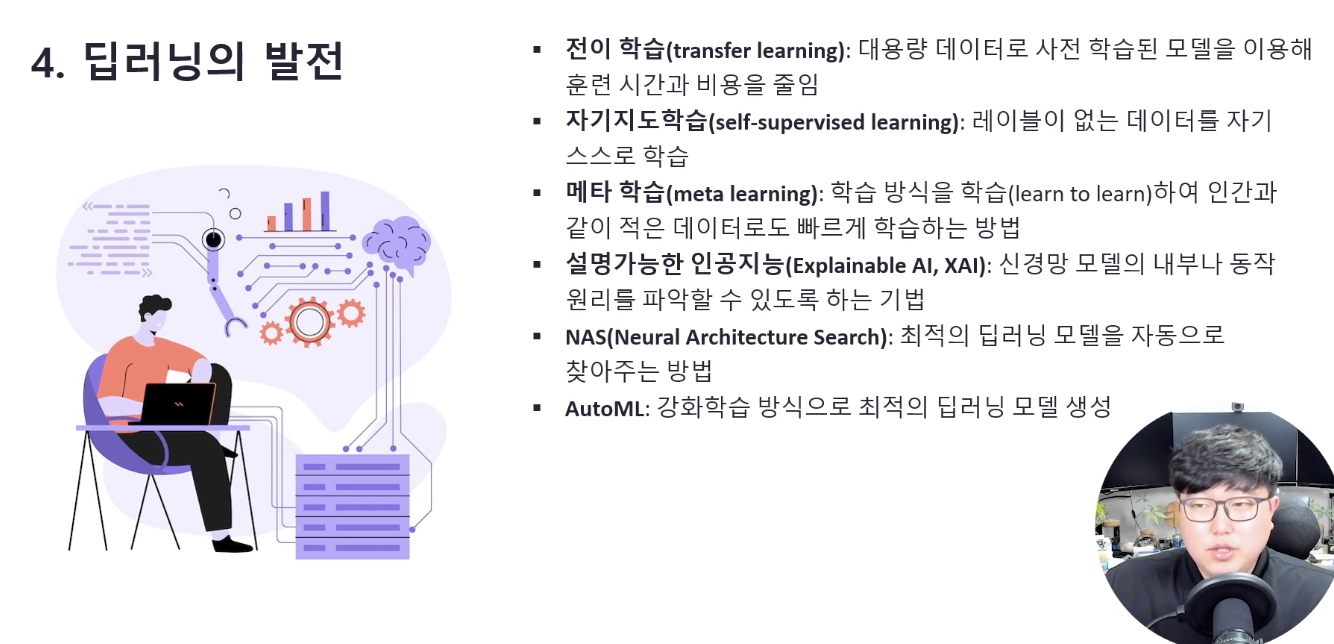 4. 딥러닝의 발전
▪ 전이 학습(transfer learning): 대용량 데이터로 사전 학습된 모델을 이용해
훈련 시간과 비용을 줄임
▪ 자기지도학습(self-supervised learning): 레이블이 없는 데이터를 자기
스스로 학습
▪ 메타 학습(meta learning): 학습 방식을 학습(learn to learn)하여 인간과
같이 적은 데이터로도 빠르게 학습하는 방법
▪ 설명가능한 인공지능(Explainable AI, XAI): 신경망 모델의 내부나 동작
원리를 파악할 수 있도록 하는 기법
▪ NAS(Neural Architecture Search): 최적의 딥러닝 모델을 자동으로
찾아주는 방법
▪ AutoML: 강화학습 방식으로 최적의 딥러닝 모델 생성